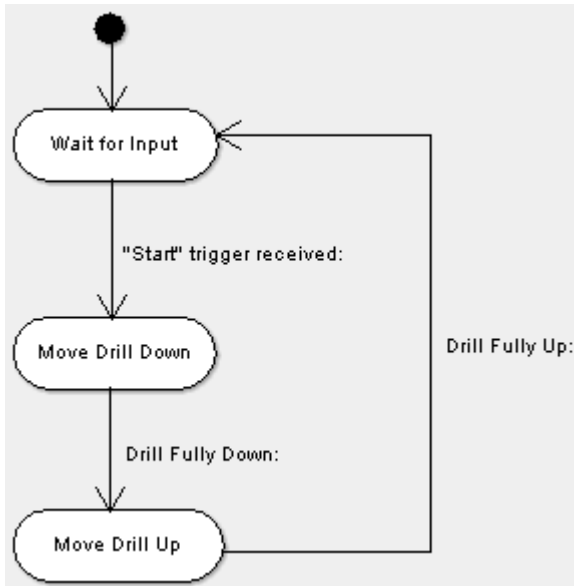 Wait for Input
"Start" trigger received:
Move Drill Down
Drill Fully Up:
Drill Fully Down:
Move Drill Up